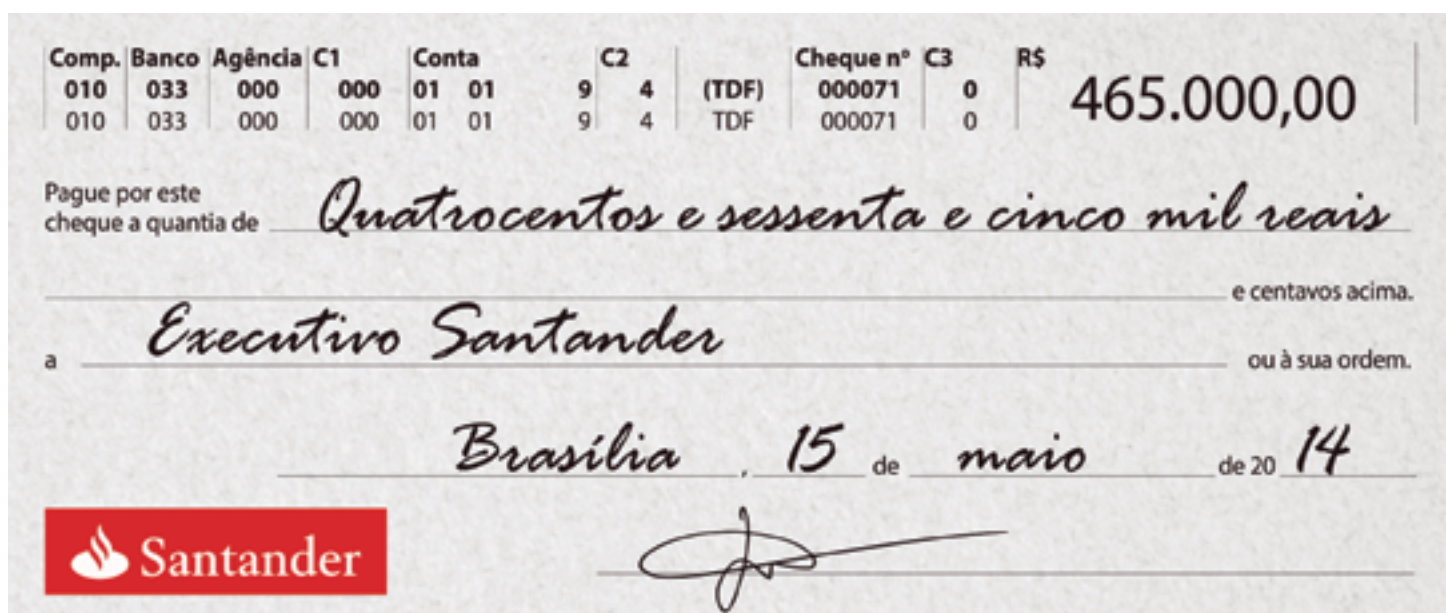 Comp. Banco Agência C1 Conta C2 Cheque nº C3 R$
010 033 000 000 01 01 9 4 (TDF) 000071 0 465.000,00
010 033 000 000 01 01 9 4 TDF 000071 0
Pague por este
cheque a quantia de Quatrocentos e sessenta e cinco mil reais
e centavos acima.
a Executivo Santander ou à sua ordem.
Brasília, 15 de maio de 20 14
Santander